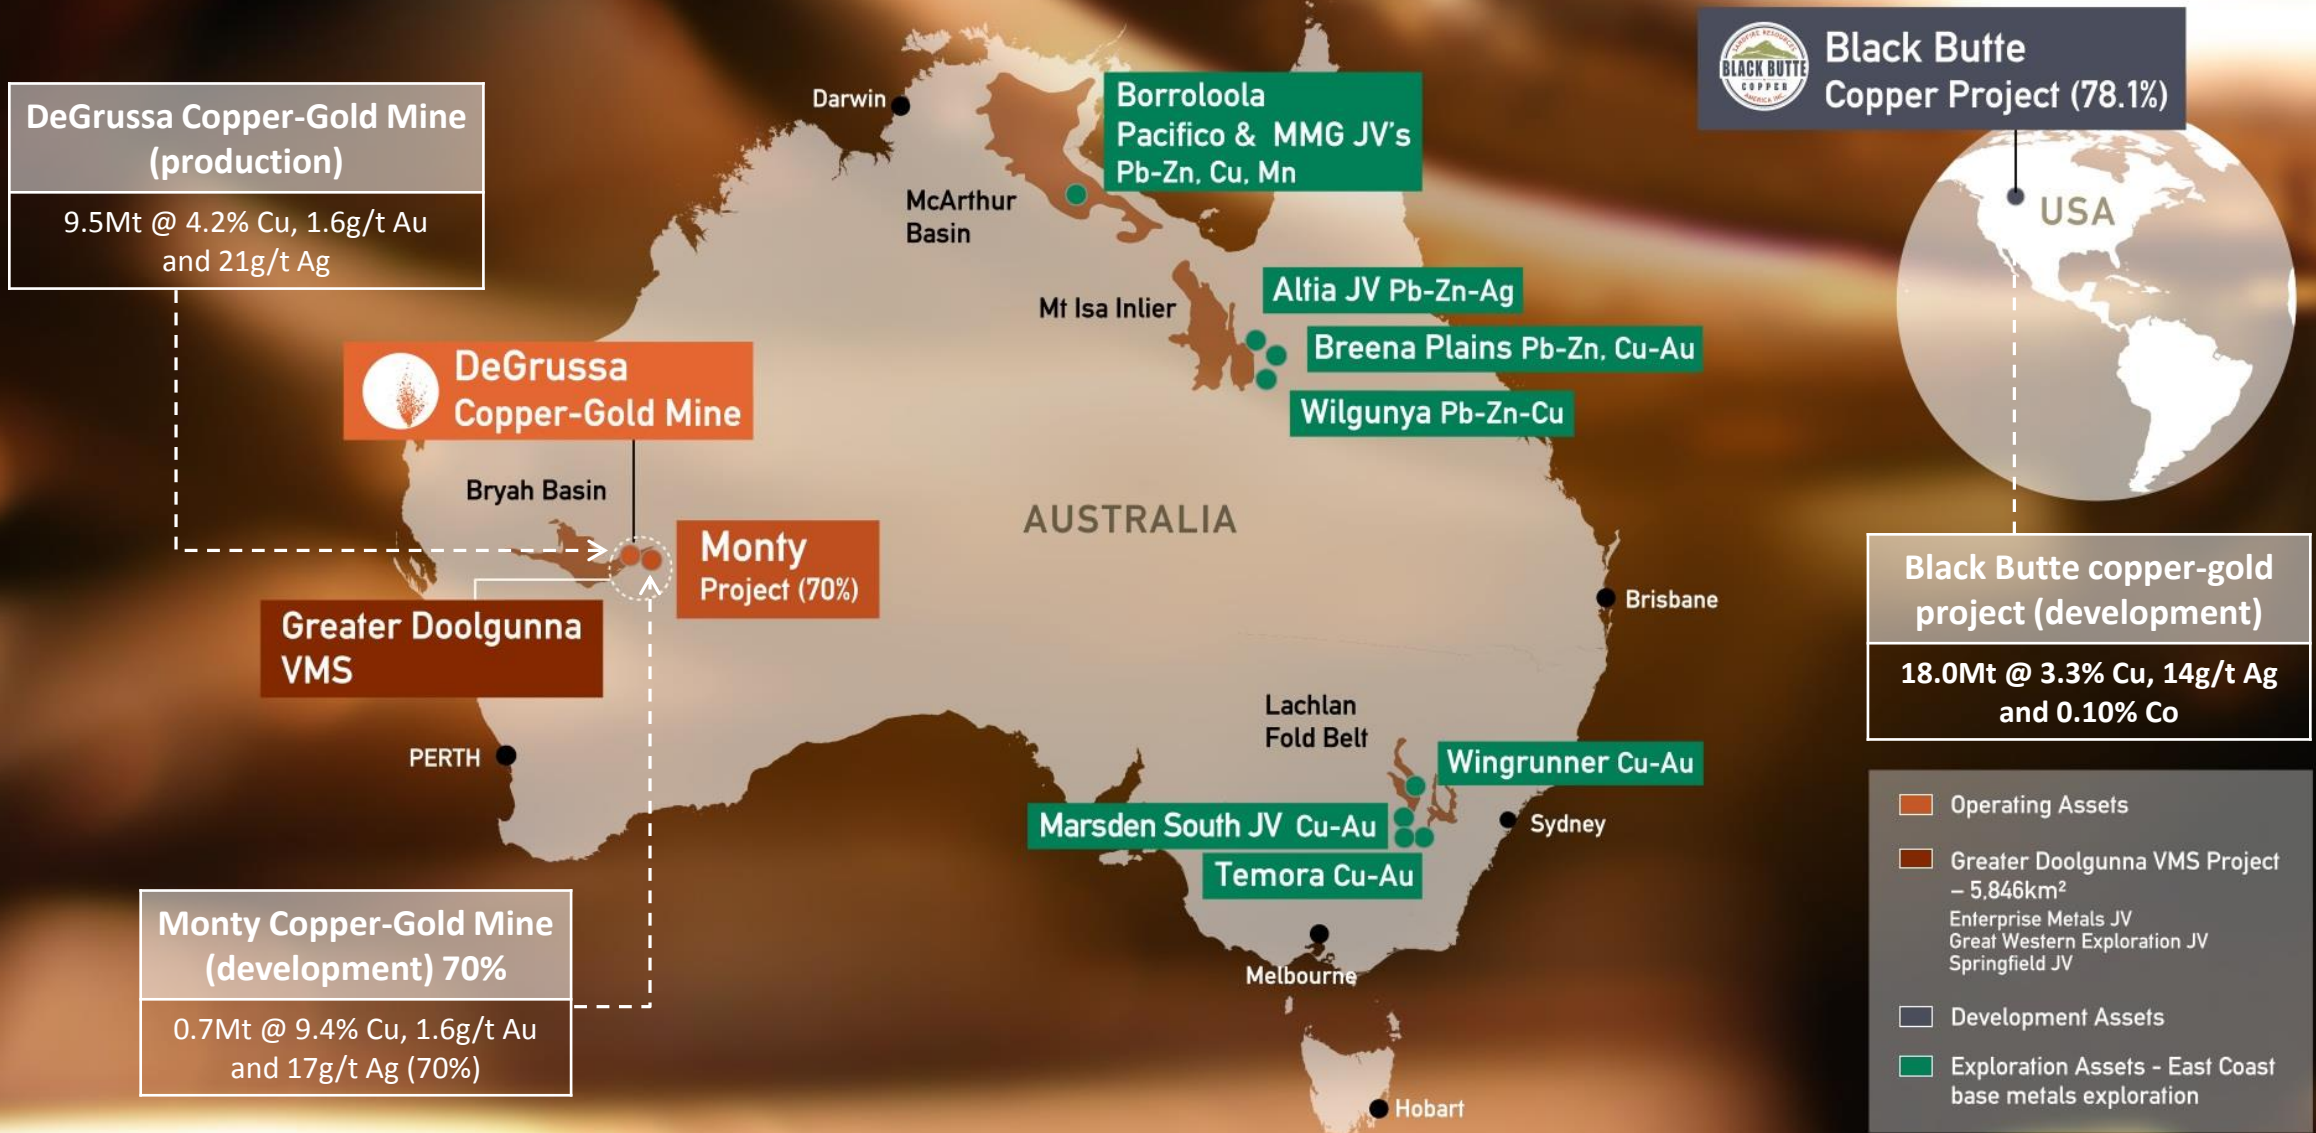 DeGrussa Copper-Gold Mine
(production)
9.5Mt @ 4.2% Cu, 1.6g/t Au
and 21g/t Ag
DeGrussa
Copper-Gold Mine
Bryah Basin
Monty
Project (70%)
Greater Doolgunna
VMS
PERTH
Monty Copper-Gold Mine
(development) 70%
0.7Mt @ 9.4% Cu, 1.6g/t Au
and 17g/t Ag (70%)
Darwin
Borroloola
Pacifico & MMG JV's
Pb-Zn, Cu, Mn
McArthur
Basin
Mt Isa Inlier
Altia JV Pb-Zn-Ag
Breena Plains Pb-Zn, Cu-Au
Wilgunya Pb-Zn-Cu
AUSTRALIA
Brisbane
Lachlan
Fold Belt
Wingrunner Cu-Au
Marsden South JV Cu-Au
Temora Cu-Au
Sydney
Melbourne
Hobart
SANDFIRE RESOURCES
BLACK BUTTE
COPPER
AMERICA INC.
Black Butte
Copper Project (78.1%)
USA
Black Butte copper-gold
project (development)
18.0Mt @ 3.3% Cu, 14g/t Ag
and 0.10% Co
Operating Assets
Greater Doolgunna VMS Project
– 5,846km²
Enterprise Metals JV
Great Western Exploration JV
Springfield JV
Development Assets
Exploration Assets - East Coast
base metals exploration